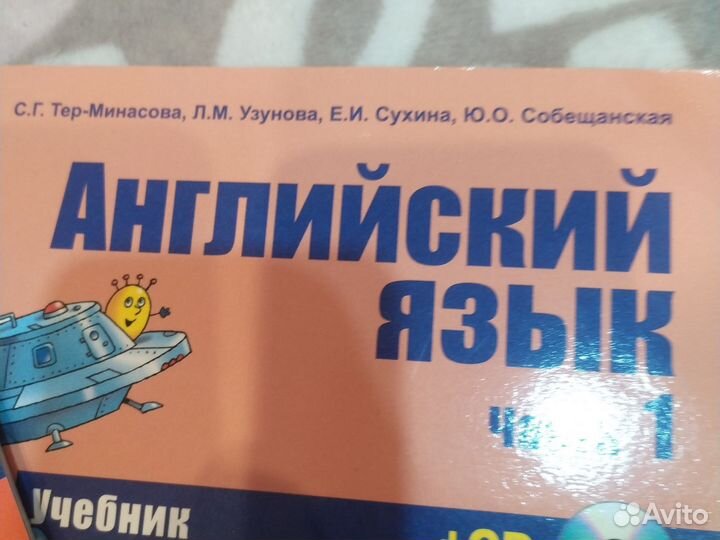 С.Г. Тер-Минасова, Л.М. Узунова, Е.И. Сухина, Ю.О. Собещанская
Английский
язык
1
Учебник
Avito